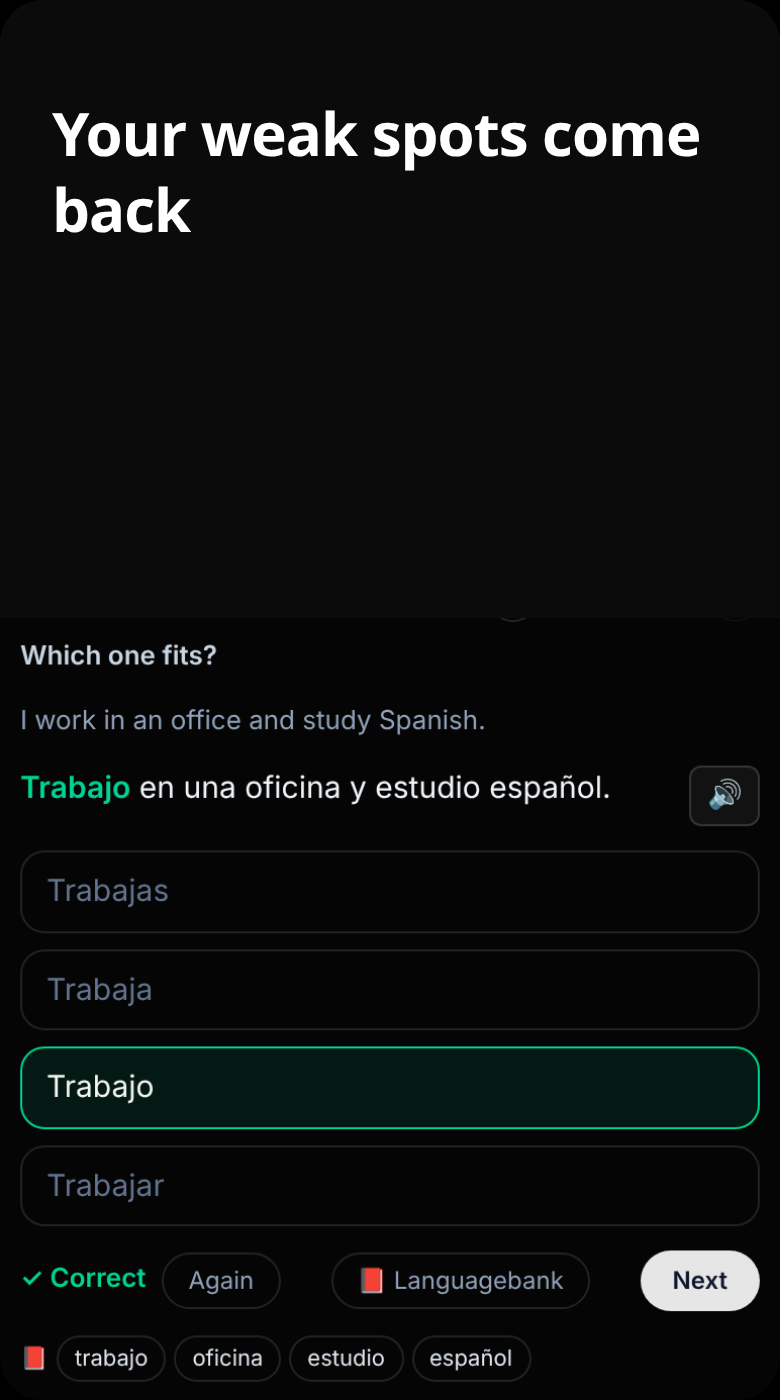 Your weak spots come
back
Which one fits?
I work in an office and study Spanish.
Trabajo en una oficina y estudio español.
Trabajas
Trabaja
Trabajo
Trabajar
✓ Correct Again Languagebank Next
trabajo oficina estudio español